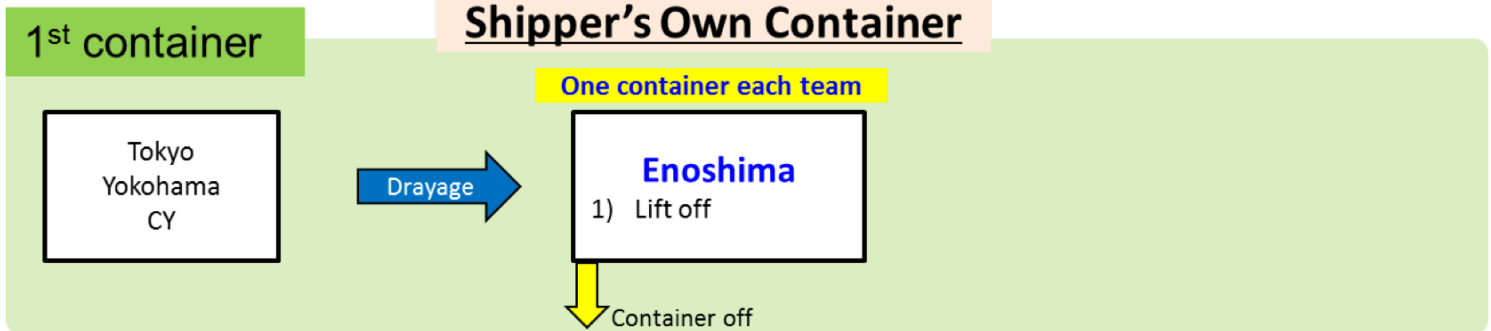 Shipper's Own Container
1st container
One container each team
Tokyo
Yokohama
CY
Drayage
Enoshima
1) Lift off
Container off